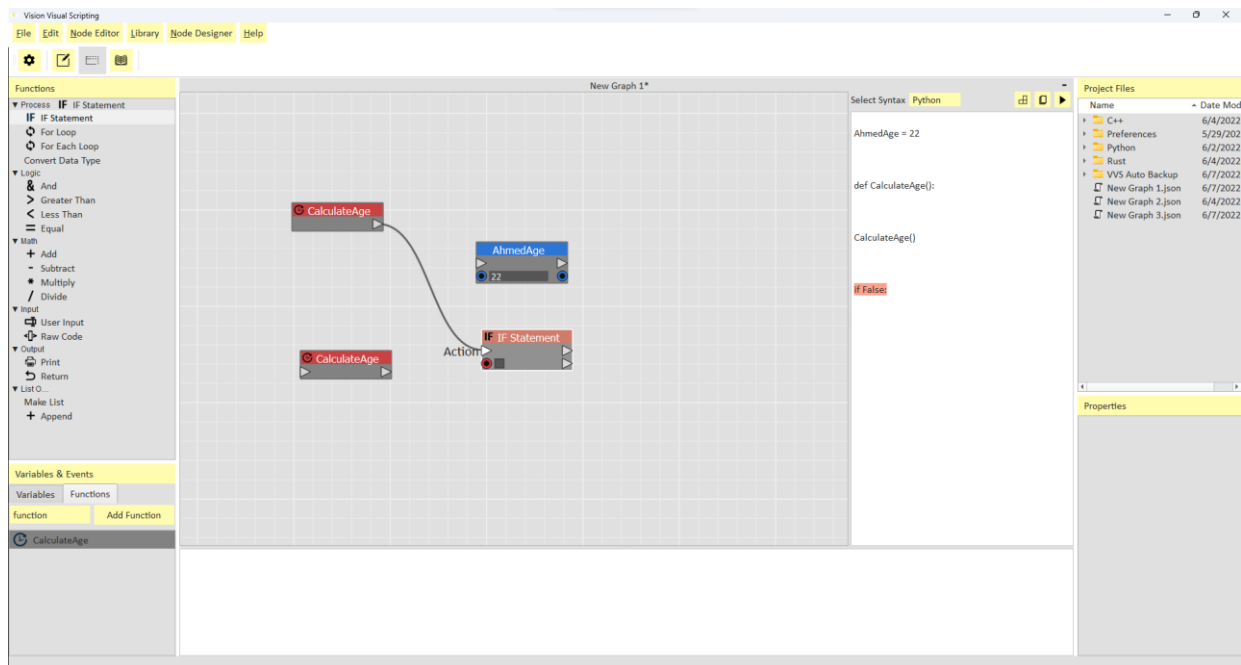 Vision Visual Scripting
File Edit Node Editor Library Node Designer Help
Functions
Process IF IF Statement
IF IF Statement
For Loop
For Each Loop
Convert Data Type
Logic
& And
> Greater Than
< Less Than
= Equal
Math
+ Add
- Subtract
* Multiply
/ Divide
Input
User Input
Raw Code
Output
Print
Return
List O...
Make List
+ Append
Variables & Events
Variables Functions
function Add Function
CalculateAge
New Graph 1*
CalculateAge
AhmedAge
22
IF IF Statement
Action
CalculateAge
Select Syntax Python
AhmedAge = 22
def CalculateAge():
CalculateAge()
if False:
Project Files
Name Date Mod
C++ 6/4/2022
Preferences 5/29/202
Python 6/2/2022
Rust 6/4/2022
VVS Auto Backup 6/7/2022
New Graph 1.json 6/7/2022
New Graph 2.json 6/4/2022
New Graph 3.json 6/7/2022
Properties